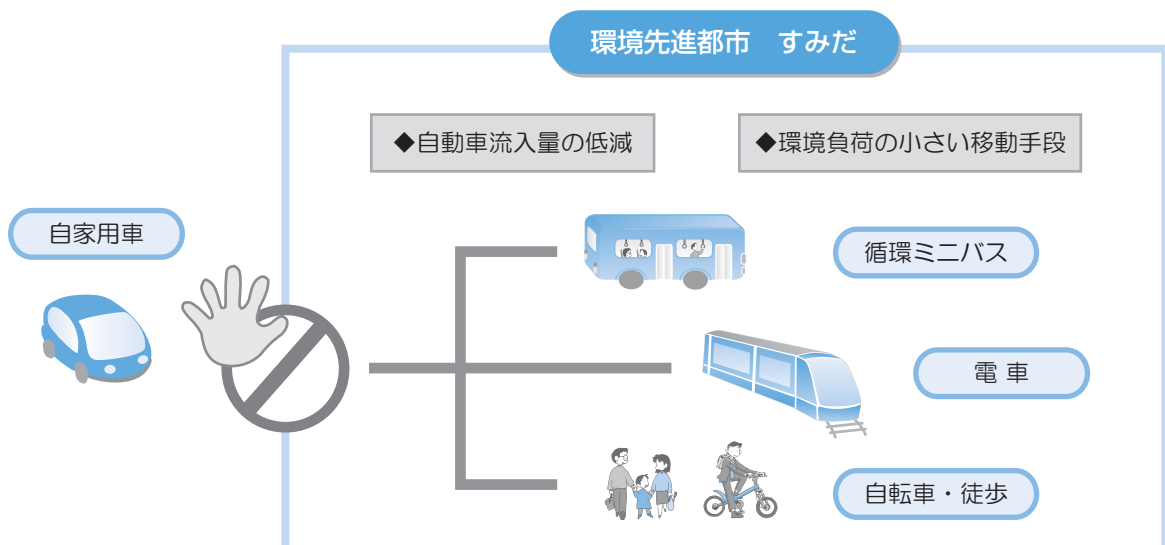 環境先進都市　すみだ
◆自動車流入量の低減
◆環境負荷の小さい移動手段
自家用車
循環ミニバス
電 車
自転車・徒歩